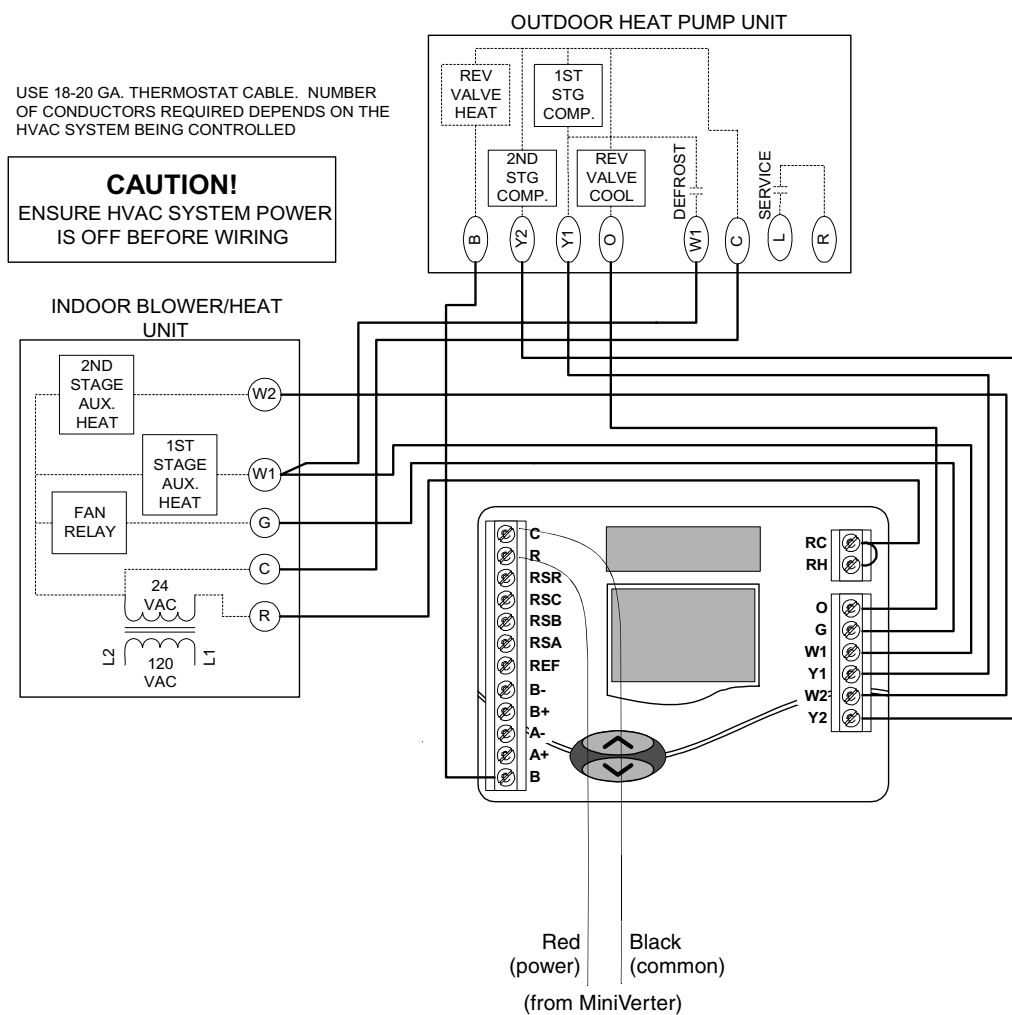 OUTDOOR HEAT PUMP UNIT
USE 18-20 GA. THERMOSTAT CABLE. NUMBER
OF CONDUCTORS REQUIRED DEPENDS ON THE
HVAC SYSTEM BEING CONTROLLED
CAUTION!
ENSURE HVAC SYSTEM POWER
IS OFF BEFORE WIRING
REV
VALVE
HEAT
1ST
STG
COMP.
2ND
STG
COMP.
REV
VALVE
COOL
DEFROST
SERVICE
B
Y2
Y1
O
W1
C
L
R
INDOOR BLOWER/HEAT
UNIT
2ND
STAGE
AUX.
HEAT
W2
1ST
STAGE
AUX.
HEAT
W1
FAN
RELAY
G
C
24
VAC
R
L2
120
VAC
L1
C
R
RSR
RSC
RSB
RSA
REF
B-
B+
A-
A+
B
RC
RH
O
G
W1
Y1
W2
Y2
Red
(power)
Black
(common)
(from MiniVerter)